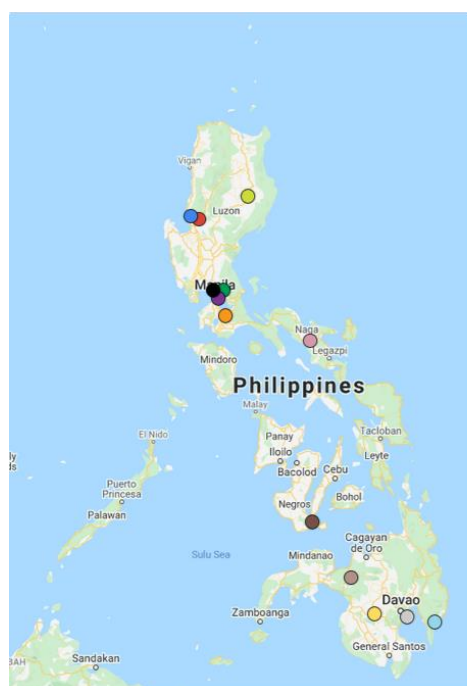 Vigan
Luzon
Manila
Naga
Legazpi
Mindoro
Philippines
Malay
Tacloban
El Nido
Panay
Iloilo
Leyte
Bacolod
Cebu
Puerto
Princesa
Negros
Bohol
Palawan
Cagayan
de Oro
Sulu Sea
Mindanao
Davao
Zamboanga
General Santos
Sandakan